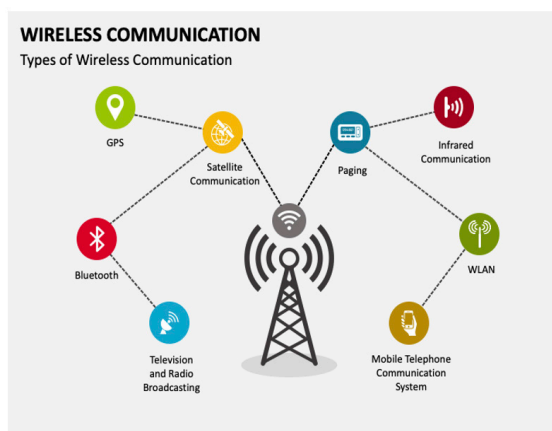 WIRELESS COMMUNICATION
Types of Wireless Communication
GPS
Satellite
Communication
Paging
Infrared
Communication
Bluetooth
WLAN
Television
and Radio
Broadcasting
Mobile Telephone
Communication
System